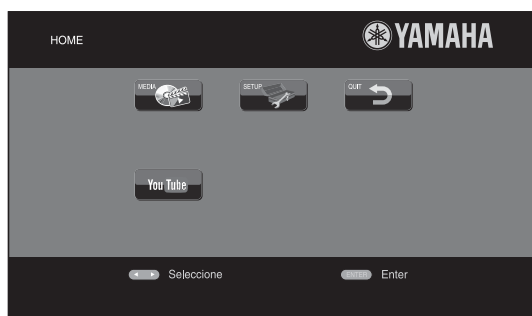 HOME
YAMAHA
MEDIA
SETUP
QUIT
You Tube
Seleccione
ENTER Enter